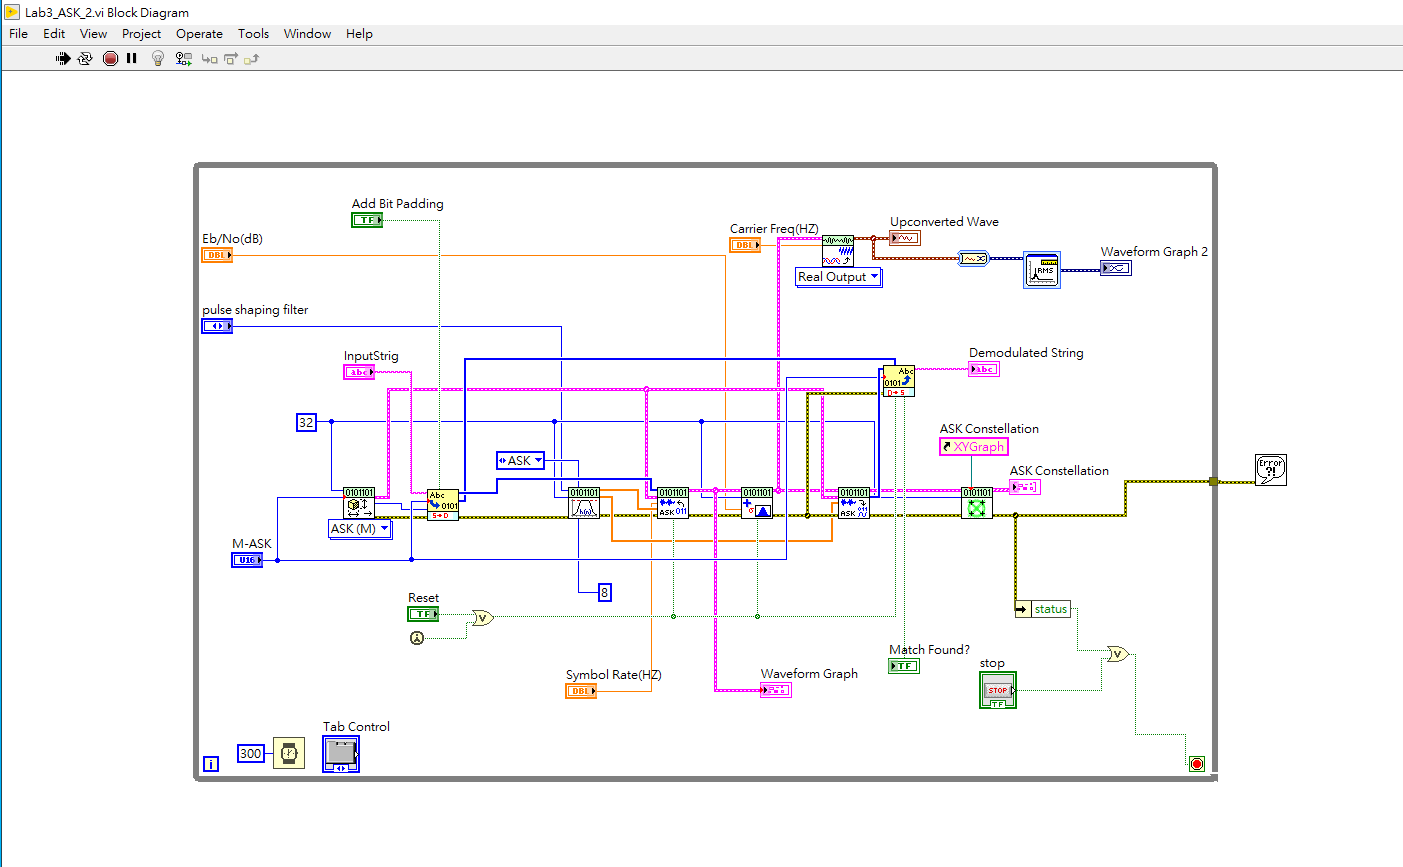 Lab3_ASK_2.vi Block Diagram
File Edit View Project Operate Tools Window Help
Add Bit Padding
TF
Eb/No(dB)
DBL
Carrier Freq(HZ)
DBL
Upconverted Wave
Real Output
RMS
Waveform Graph 2
pulse shaping filter
InputStrig
abc
Abc
0101
D→S
Demodulated String
abc
32
ASK
ASK Constellation
XYGraph
ASK Constellation
Error
?!
0101101
ASK (M)
Abc
0101
S→D
0101101
h(n)
0101101
ASK 011
0101101
σ
0101101
011
ASK
0101101
M-ASK
U16
8
Reset
TF
V
status
V
Match Found?
TF
stop
STOP
TF
Symbol Rate(HZ)
DBL
Waveform Graph
Tab Control
300
i